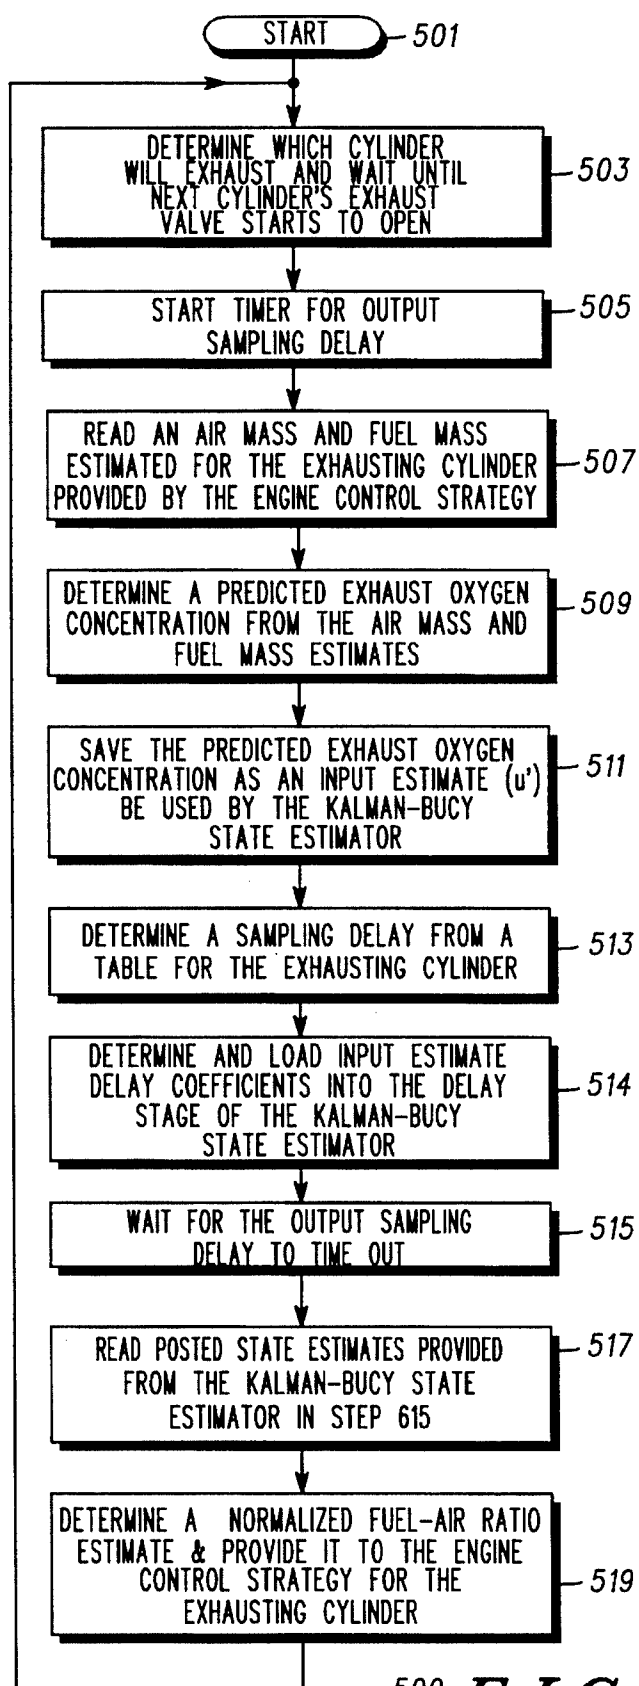 START
501
DETERMINE WHICH CYLINDER
WILL EXHAUST AND WAIT UNTIL
NEXT CYLINDER'S EXHAUST
VALVE STARTS TO OPEN
503
START TIMER FOR OUTPUT
SAMPLING DELAY
505
READ AN AIR MASS AND FUEL MASS
ESTIMATED FOR THE EXHAUSTING CYLINDER
PROVIDED BY THE ENGINE CONTROL STRATEGY
507
DETERMINE A PREDICTED EXHAUST OXYGEN
CONCENTRATION FROM THE AIR MASS AND
FUEL MASS ESTIMATES
509
SAVE THE PREDICTED EXHAUST OXYGEN
CONCENTRATION AS AN INPUT ESTIMATE (u')
BE USED BY THE KALMAN-BUCY
STATE ESTIMATOR
511
DETERMINE A SAMPLING DELAY FROM A
TABLE FOR THE EXHAUSTING CYLINDER
513
DETERMINE AND LOAD INPUT ESTIMATE
DELAY COEFFICIENTS INTO THE DELAY
STAGE OF THE KALMAN-BUCY
STATE ESTIMATOR
514
WAIT FOR THE OUTPUT SAMPLING
DELAY TO TIME OUT
515
READ POSTED STATE ESTIMATES PROVIDED
FROM THE KALMAN-BUCY STATE
ESTIMATOR IN STEP 615
517
DETERMINE A NORMALIZED FUEL-AIR RATIO
ESTIMATE & PROVIDE IT TO THE ENGINE
CONTROL STRATEGY FOR THE
EXHAUSTING CYLINDER
519